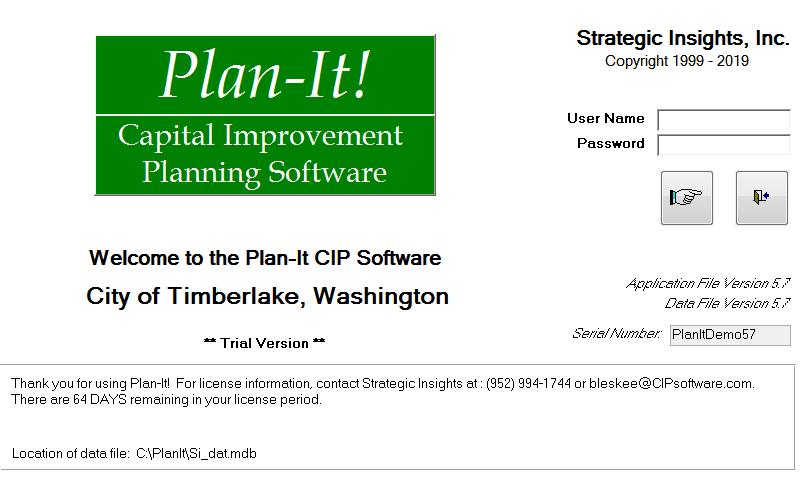 Plan-It!
Capital Improvement
Planning Software
Strategic Insights, Inc.
Copyright 1999 - 2019
User Name
Password
Welcome to the Plan-It CIP Software
City of Timberlake, Washington
** Trial Version **
Application File Version 5.7
Data File Version 5.7
Serial Number: PlanItDemo57
Thank you for using Plan-It! For license information, contact Strategic Insights at : (952) 994-1744 or bleskee@CIPsoftware.com.
There are 64 DAYS remaining in your license period.
Location of data file: C:\PlanIt\Si_dat.mdb